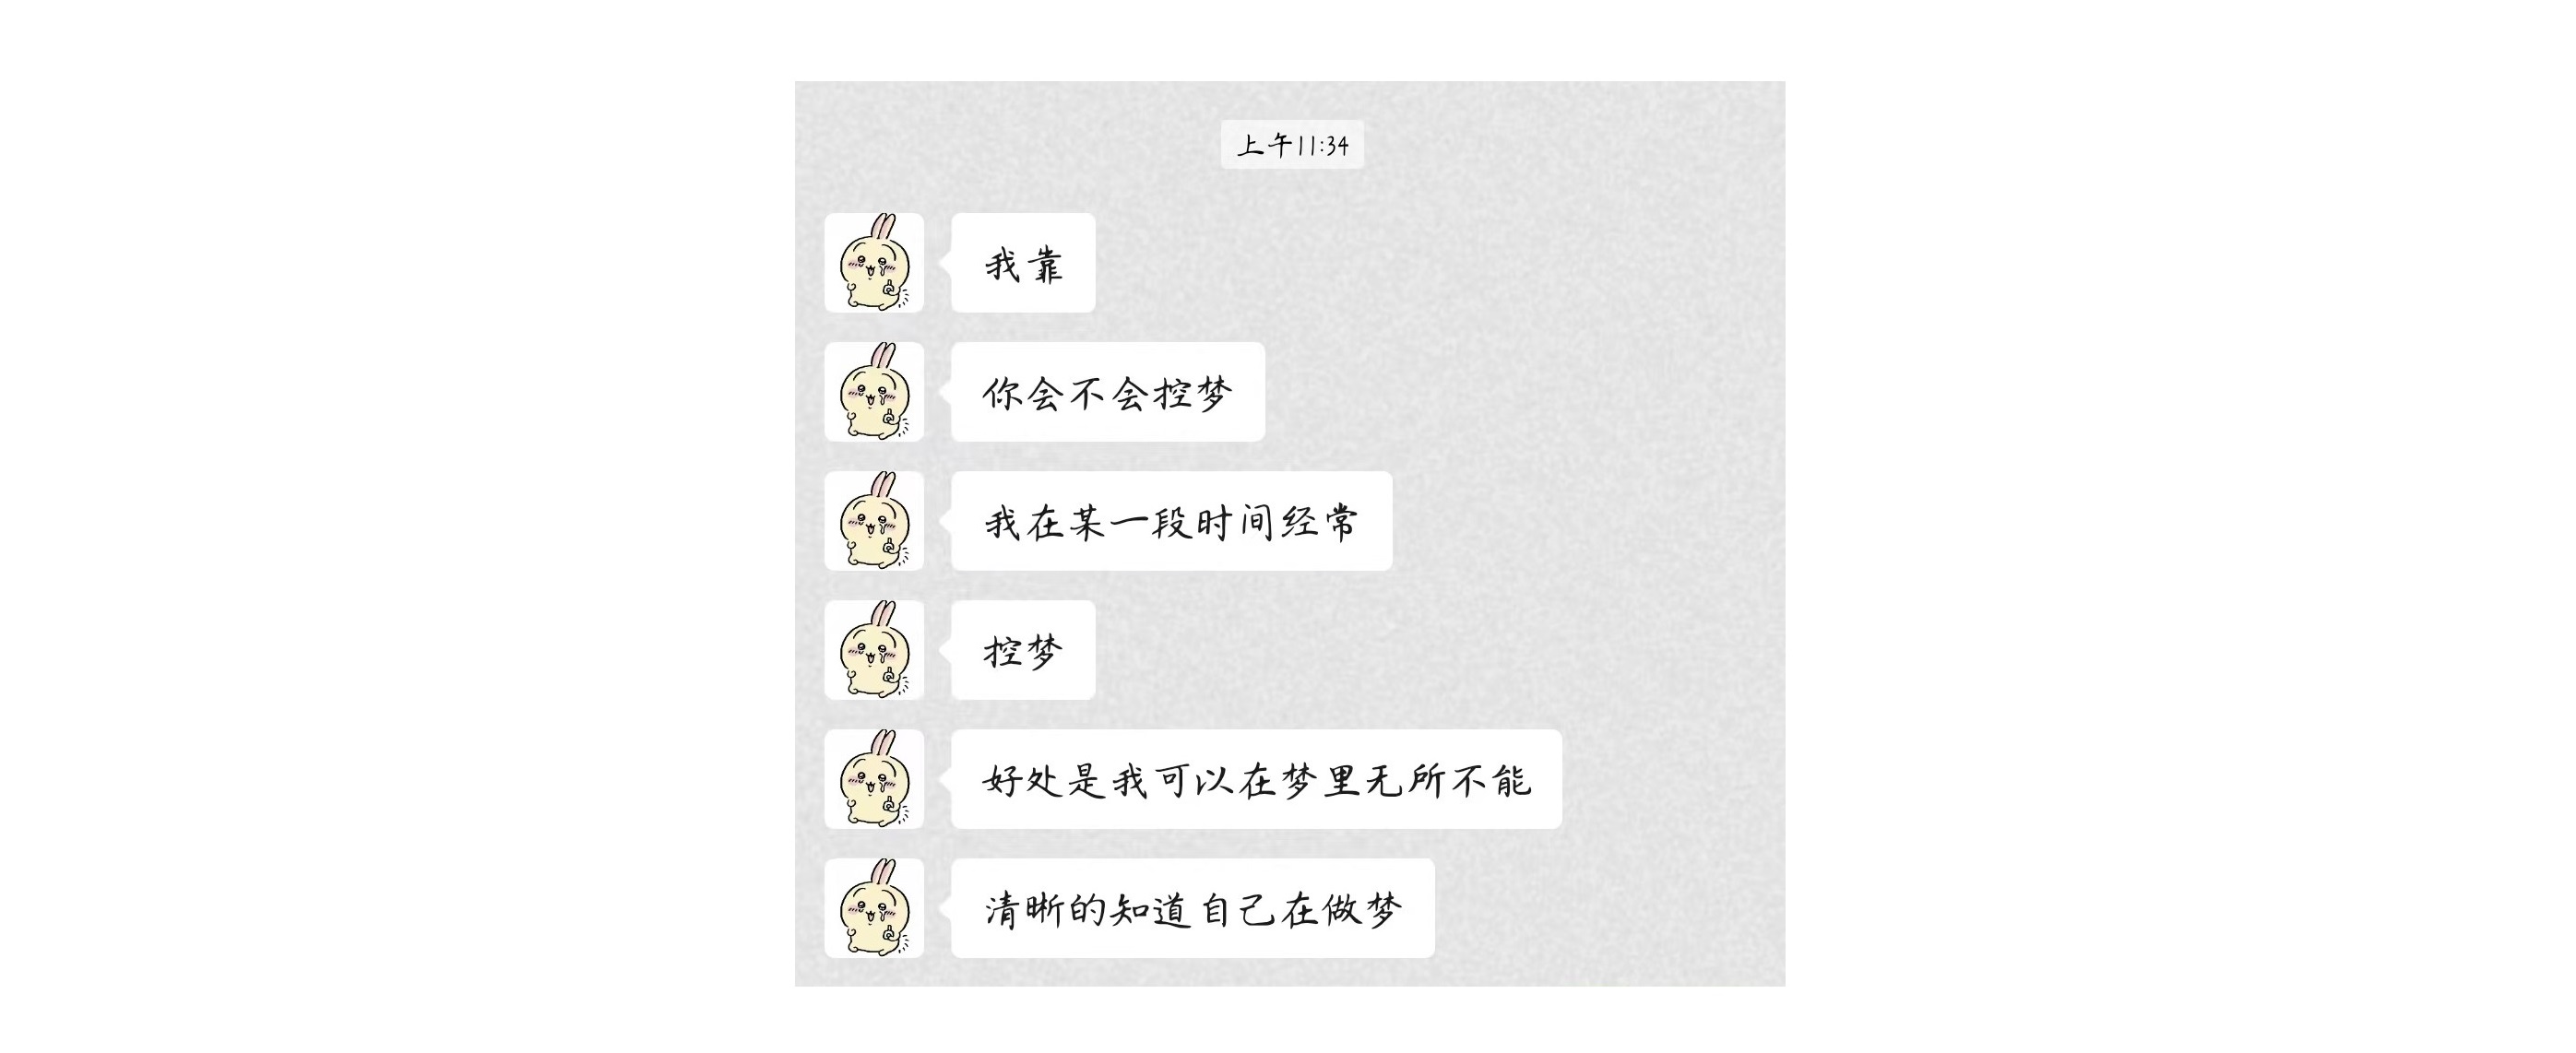 上午11:34
我靠
你会不会控梦
我在某一段时间经常
控梦
好处是我可以在梦里无所不能
清晰的知道自己在做梦